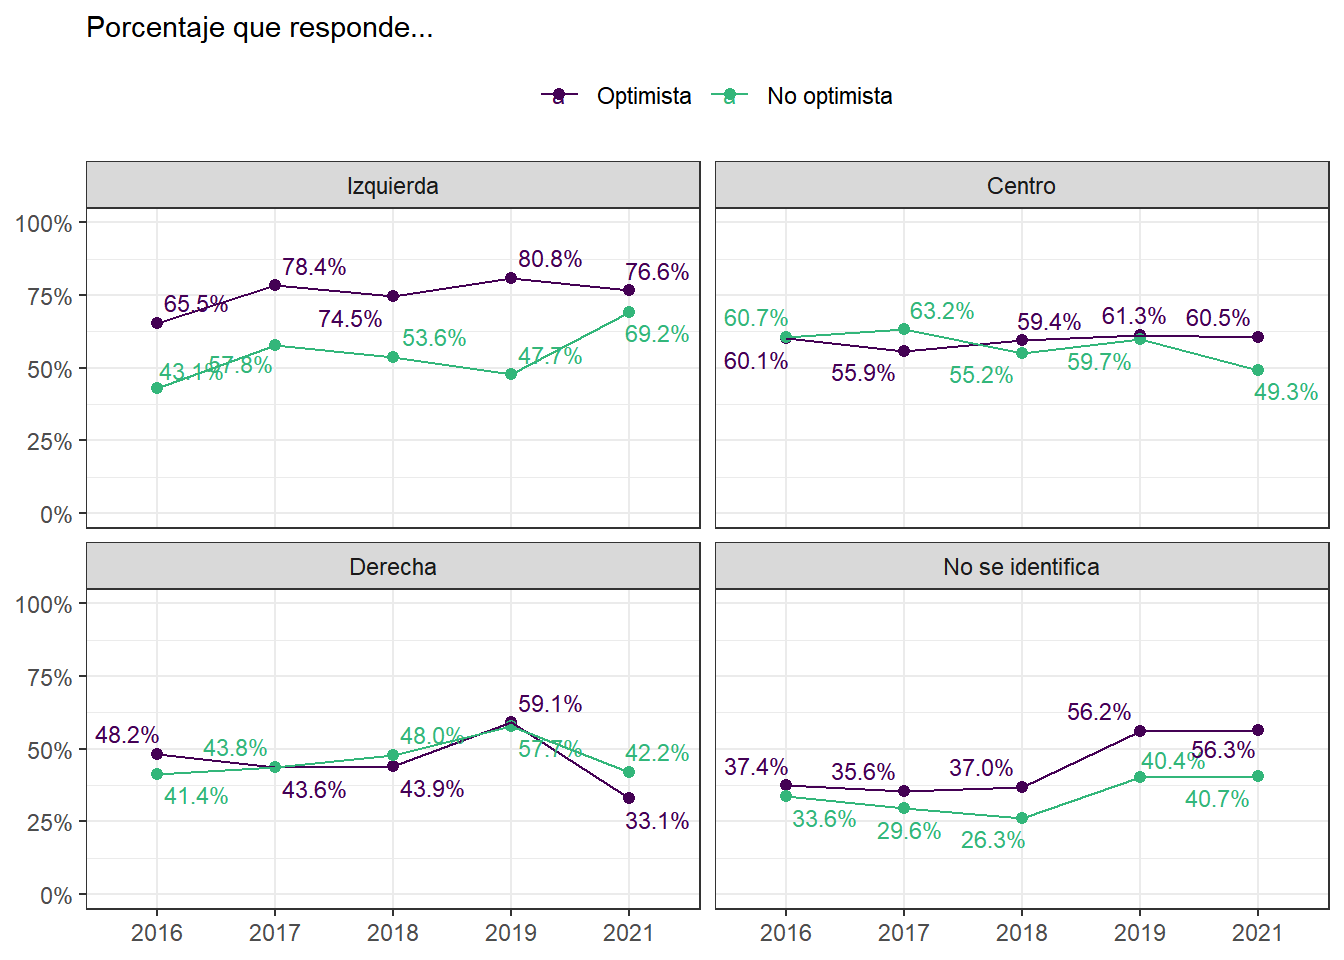 Porcentaje que responde...
Optimista No optimista
Izquierda Centro
100%
75%
50%
25%
0%
65.5% 78.4% 74.5% 80.8% 76.6%
43.1% 57.8% 53.6% 47.7% 69.2%
60.7% 63.2% 55.2% 59.7% 49.3%
60.1% 55.9% 59.4% 61.3% 60.5%
Derecha No se identifica
100%
75%
50%
25%
0%
48.2% 43.6% 43.9% 59.1% 33.1%
41.4% 43.8% 48.0% 57.7% 42.2%
37.4% 35.6% 37.0% 56.2% 56.3%
33.6% 29.6% 26.3% 40.4% 40.7%
2016 2017 2018 2019 2021 2016 2017 2018 2019 2021